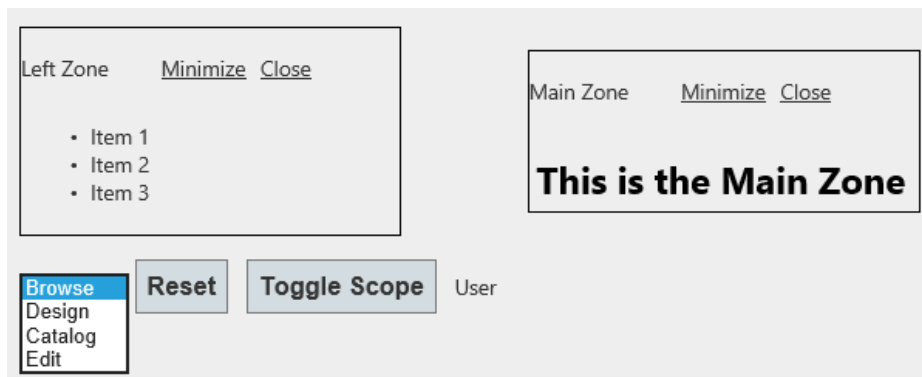 Left Zone Minimize Close
Item 1
Item 2
Item 3
Main Zone Minimize Close
This is the Main Zone
Browse
Design
Catalog
Edit
Reset Toggle Scope User